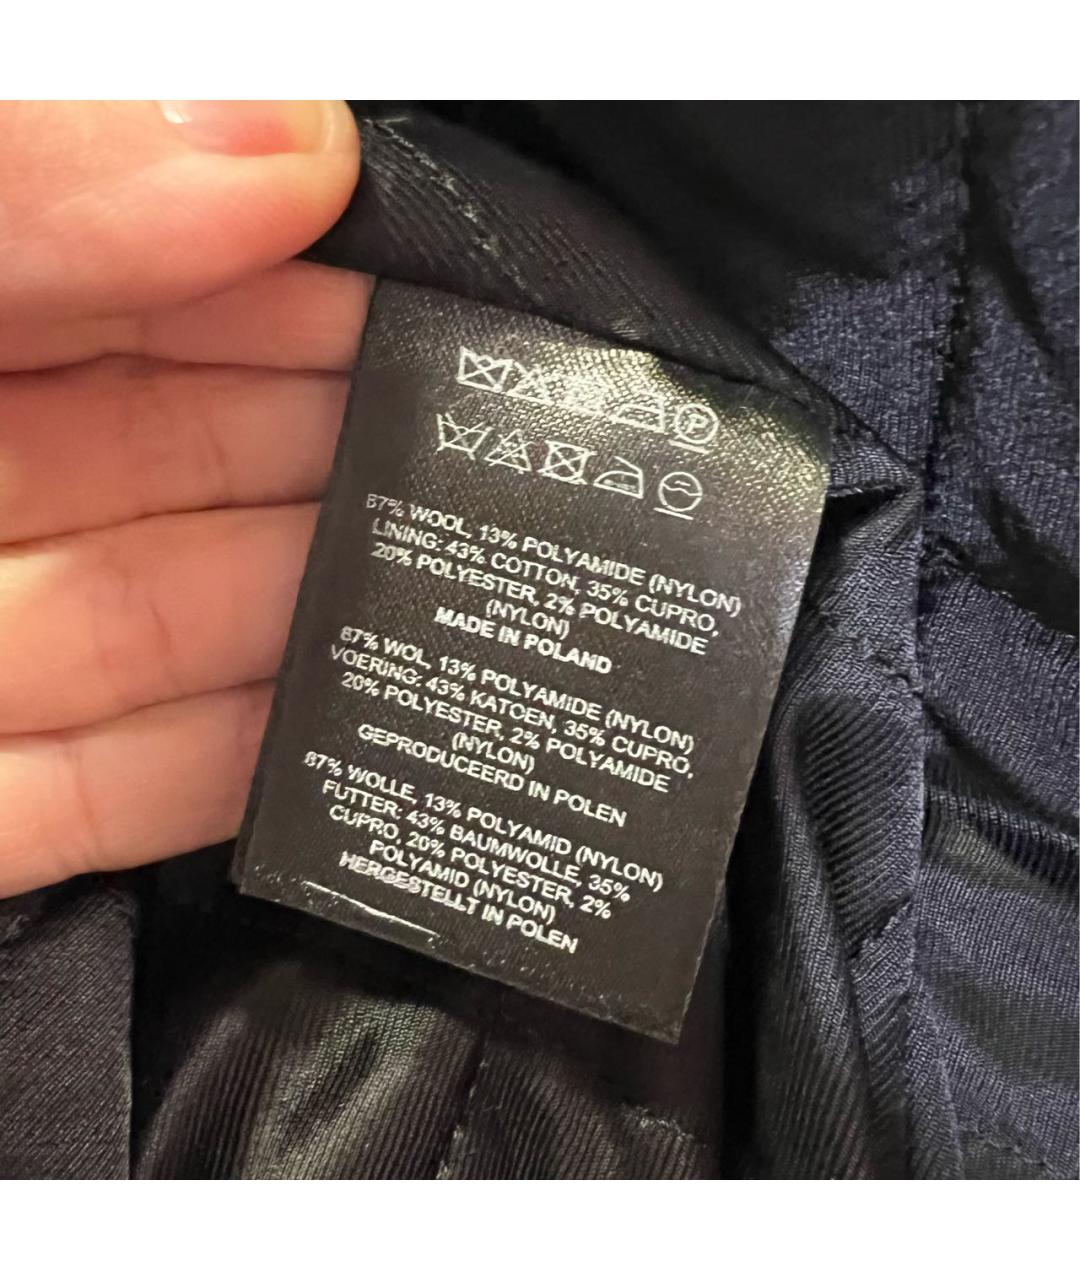 P
87% WOOL, 13% POLYAMIDE (NYLON)
LINING: 43% COTTON, 35% CUPRO,
20% POLYESTER, 2% POLYAMIDE
(NYLON)
MADE IN POLAND
87% WOL, 13% POLYAMIDE (NYLON)
VOERING: 43% KATOEN, 35% CUPRO,
20% POLYESTER, 2% POLYAMIDE
(NYLON)
GEPRODUCEERD IN POLEN
87% WOLLE, 13% POLYAMID (NYLON)
FUTTER: 43% BAUMWOLLE, 35%
CUPRO, 20% POLYESTER, 2%
POLYAMID (NYLON)
HERGESTELLT IN POLEN